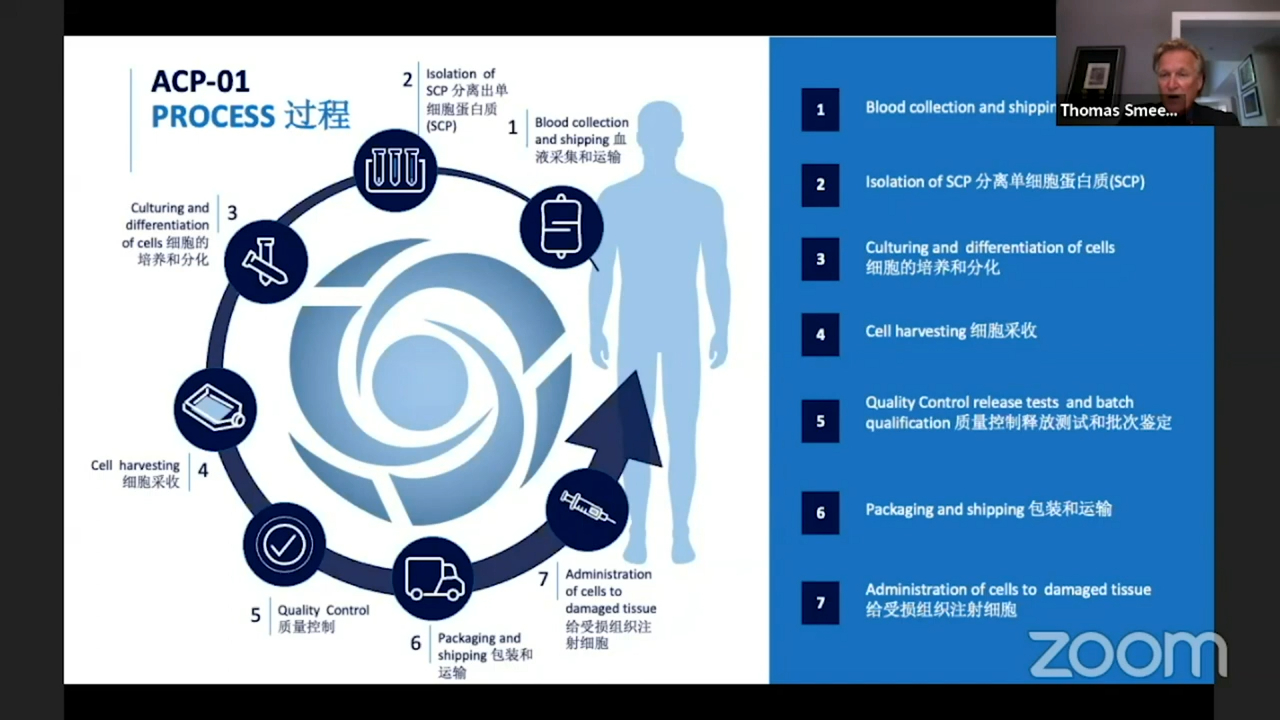 ACP-01
PROCESS 过程
2
Isolation of
SCP 分离出单
细胞蛋白质
(SCP)
1
Blood collection
and shipping 血
液采集和运输
3
Culturing and
differentiation
of cells 细胞的
培养和分化
Cell harvesting
细胞采收
4
5
Quality Control
质量控制
6
Packaging and
shipping 包装和
运输
7
Administration
of cells to
damaged tissue
给受损组织注
射细胞
1
Blood collection and shippin
2
Isolation of SCP 分离单细胞蛋白质(SCP)
3
Culturing and differentiation of cells
细胞的培养和分化
4
Cell harvesting 细胞采收
5
Quality Control release tests and batch
qualification 质量控制释放测试和批次鉴定
6
Packaging and shipping 包装和运输
7
Administration of cells to damaged tissue
给受损组织注射细胞
Thomas Smee...
zoom